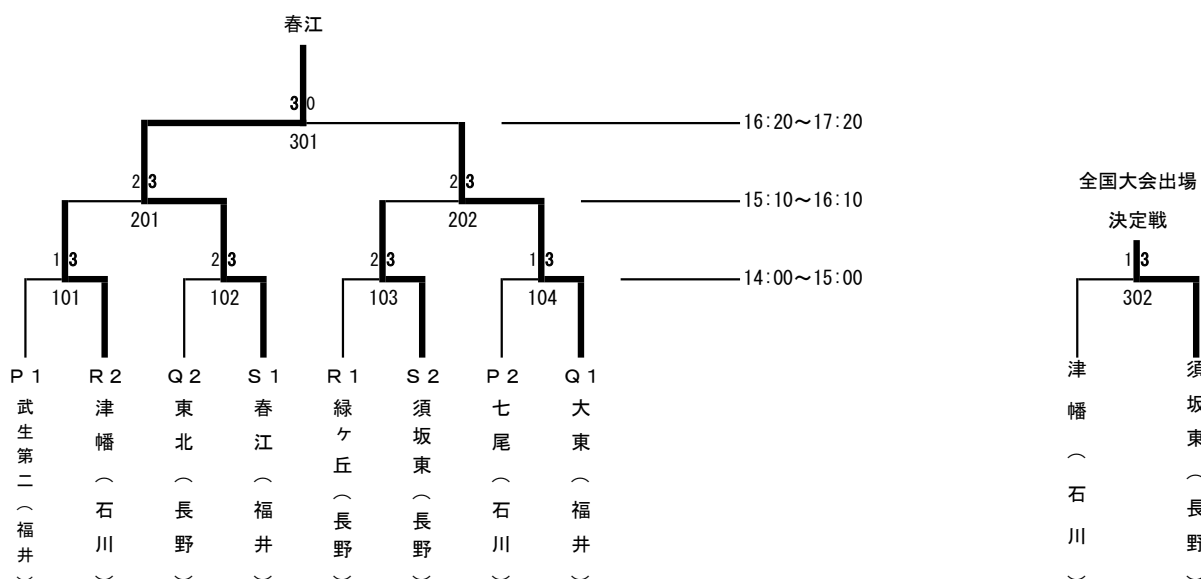 春江
3 0
301
16:20～17:20
2 3
201
2 3
202
15:10～16:10
1 3
101
2 3
102
2 3
103
1 3
104
14:00～15:00
Ｐ１
Ｒ２
Ｑ２
Ｓ１
Ｒ１
Ｓ２
Ｐ２
Ｑ１
武生第二（福井）
津幡（石川）
東北（長野）
春江（福井）
緑ヶ丘（長野）
須坂東（長野）
七尾（石川）
大東（福井）
全国大会出場
決定戦
1 3
302
津幡（石川）
須坂東（長野）